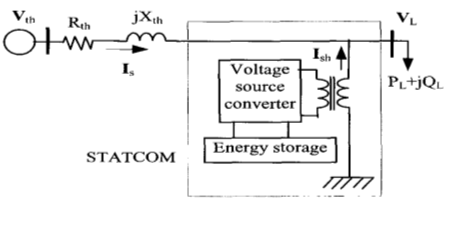 Vth
Rth
jXth
VL
Is
Ish
Voltage
source
converter
PL+jQL
Energy storage
STATCOM